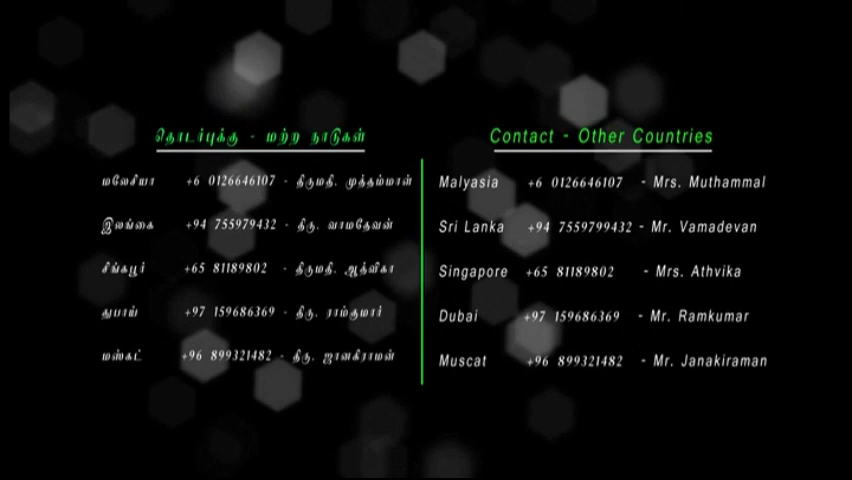 தொடர்புக்கு - மற்ற நாடுகள்
மலேசியா +6 0126646107 - திருமதி. முத்தம்மாள்
இலங்கை +94 755979432 - திரு. வாமதேவன்
சிங்கபூர் +65 81189802 - திருமதி. ஆத்விகா
துபாய் +97 159686369 - திரு. ராம்குமார்
மஸ்கட் +96 899321482 - திரு. ஜானகிராமன்
Contact - Other Countries
Malyasia +6 0126646107 - Mrs. Muthammal
Sri Lanka +94 7559799432 - Mr. Vamadevan
Singapore +65 81189802 - Mrs. Athvika
Dubai +97 159686369 - Mr. Ramkumar
Muscat +96 899321482 - Mr. Janakiraman